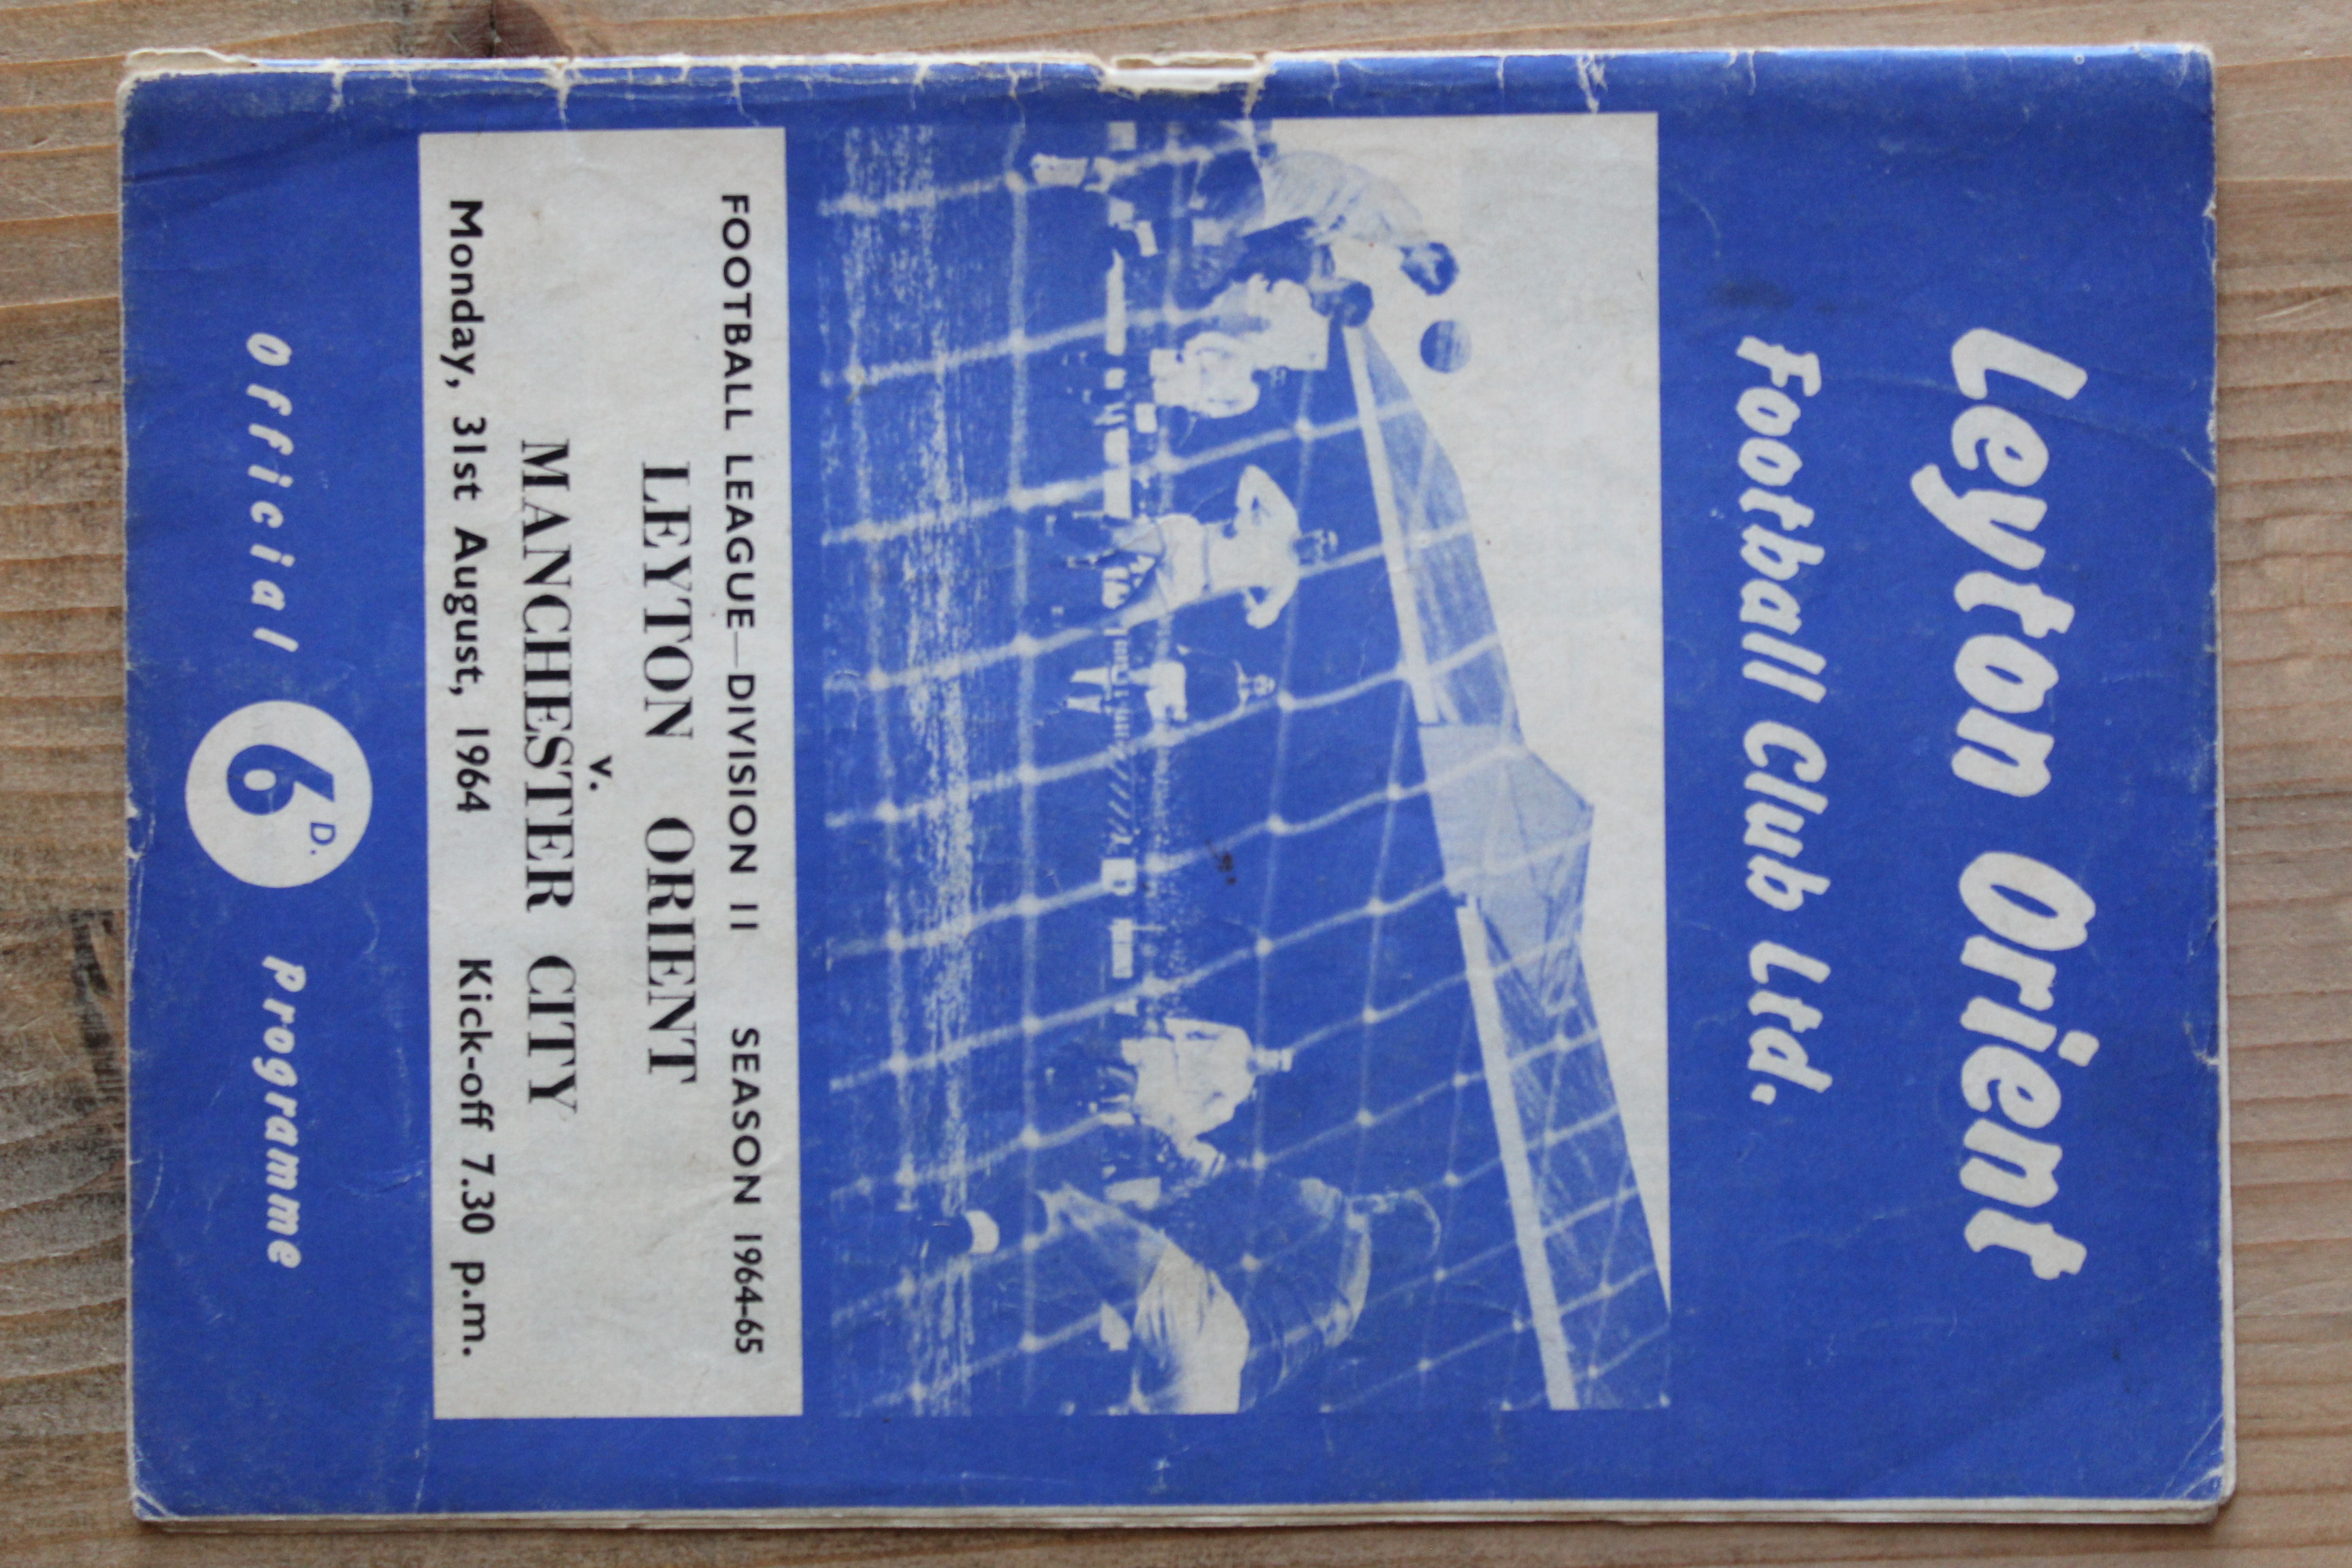 Leyton Orient
Football Club Ltd.
FOOTBALL LEAGUE—DIVISION II SEASON 1964-65
LEYTON ORIENT
v.
MANCHESTER CITY
Monday, 31st August, 1964 Kick-off 7.30 p.m.
Official 6D. Programme